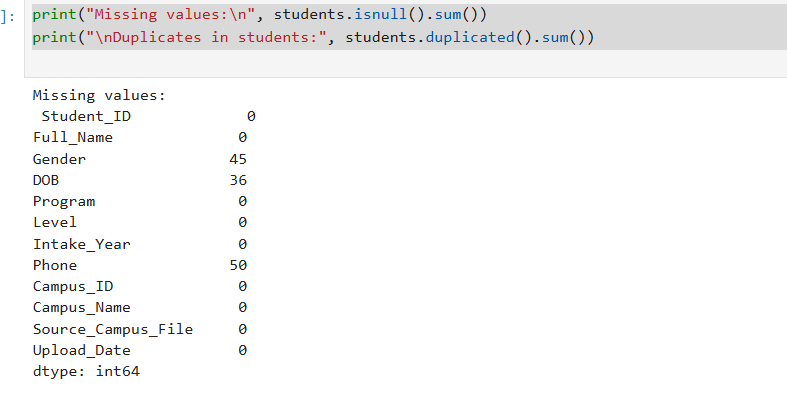 ]: print("Missing values:\n", students.isnull().sum())
print("\nDuplicates in students:", students.duplicated().sum())
Missing values:
 Student_ID             0
Full_Name              0
Gender                45
DOB                   36
Program                0
Level                  0
Intake_Year            0
Phone                 50
Campus_ID              0
Campus_Name            0
Source_Campus_File     0
Upload_Date            0
dtype: int64